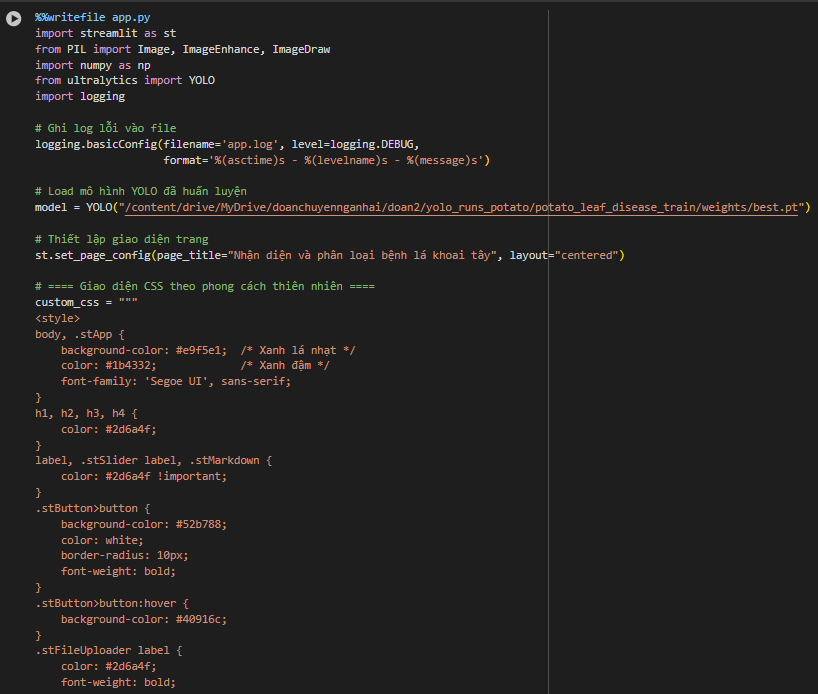 %%writefile app.py
import streamlit as st
from PIL import Image, ImageEnhance, ImageDraw
import numpy as np
from ultralytics import YOLO
import logging

# Ghi log lỗi vào file
logging.basicConfig(filename='app.log', level=logging.DEBUG,
                    format='%(asctime)s - %(levelname)s - %(message)s')

# Load mô hình YOLO đã huấn luyện
model = YOLO("/content/drive/MyDrive/doanchuyennganhai/doan2/yolo_runs_potato/potato_leaf_disease_train/weights/best.pt")

# Thiết lập giao diện trang
st.set_page_config(page_title="Nhận diện và phân loại bệnh lá khoai tây", layout="centered")

# ==== Giao diện CSS theo phong cách thiên nhiên ====
custom_css = """
<style>
body, .stApp {
    background-color: #e9f5e1;  /* Xanh lá nhạt */
    color: #1b4332;             /* Xanh đậm */
    font-family: 'Segoe UI', sans-serif;
}
h1, h2, h3, h4 {
    color: #2d6a4f;
}
label, .stSlider label, .stMarkdown {
    color: #2d6a4f !important;
}
.stButton>button {
    background-color: #52b788;
    color: white;
    border-radius: 10px;
    font-weight: bold;
}
.stButton>button:hover {
    background-color: #40916c;
}
.stFileUploader label {
    color: #2d6a4f;
    font-weight: bold;